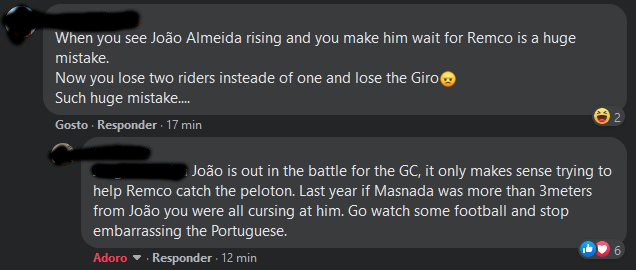 When you see João Almeida rising and you make him wait for Remco is a huge
mistake.
Now you lose two riders insteade of one and lose the Giro😠
Such huge mistake....
Gosto · Responder · 17 min
2
João is out in the battle for the GC, it only makes sense trying to
help Remco catch the peloton. Last year if Masnada was more than 3meters
from João you were all cursing at him. Go watch some football and stop
embarrassing the Portuguese.
6
Adoro · Responder · 12 min